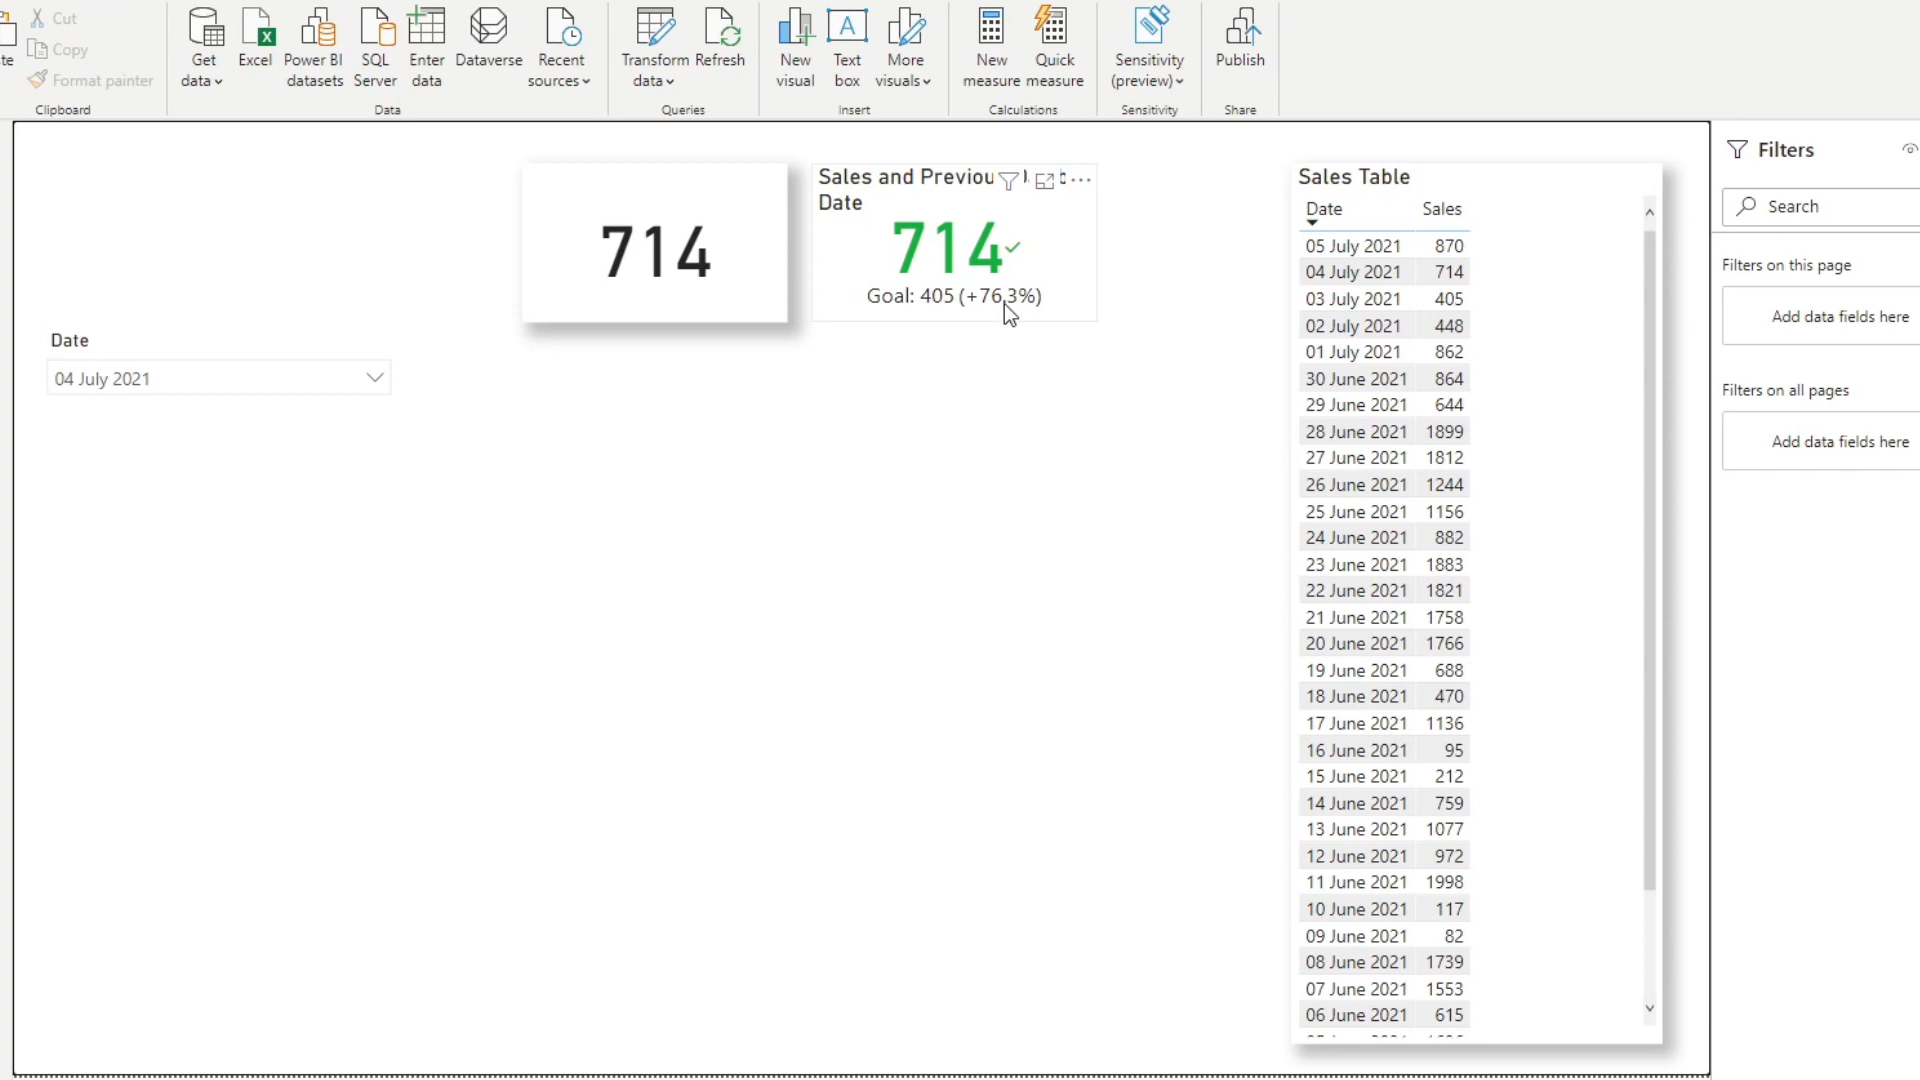 Cut
Copy
Format painter
Clipboard
Get data
Excel
Power BI datasets
SQL Server
Enter data
Dataverse
Recent sources
Data
Transform data
Refresh
Queries
New visual
A
Text box
More visuals
Insert
New measure
Quick measure
Calculations
Sensitivity (preview)
Sensitivity
Publish
Share
714
Sales and Previou
Date
714
Goal: 405 (+76.3%)
Date
04 July 2021
Sales Table
Date Sales
05 July 2021 870
04 July 2021 714
03 July 2021 405
02 July 2021 448
01 July 2021 862
30 June 2021 864
29 June 2021 644
28 June 2021 1899
27 June 2021 1812
26 June 2021 1244
25 June 2021 1156
24 June 2021 882
23 June 2021 1883
22 June 2021 1821
21 June 2021 1758
20 June 2021 1766
19 June 2021 688
18 June 2021 470
17 June 2021 1136
16 June 2021 95
15 June 2021 212
14 June 2021 759
13 June 2021 1077
12 June 2021 972
11 June 2021 1998
10 June 2021 117
09 June 2021 82
08 June 2021 1739
07 June 2021 1553
06 June 2021 615
Filters
Search
Filters on this page
Add data fields here
Filters on all pages
Add data fields here